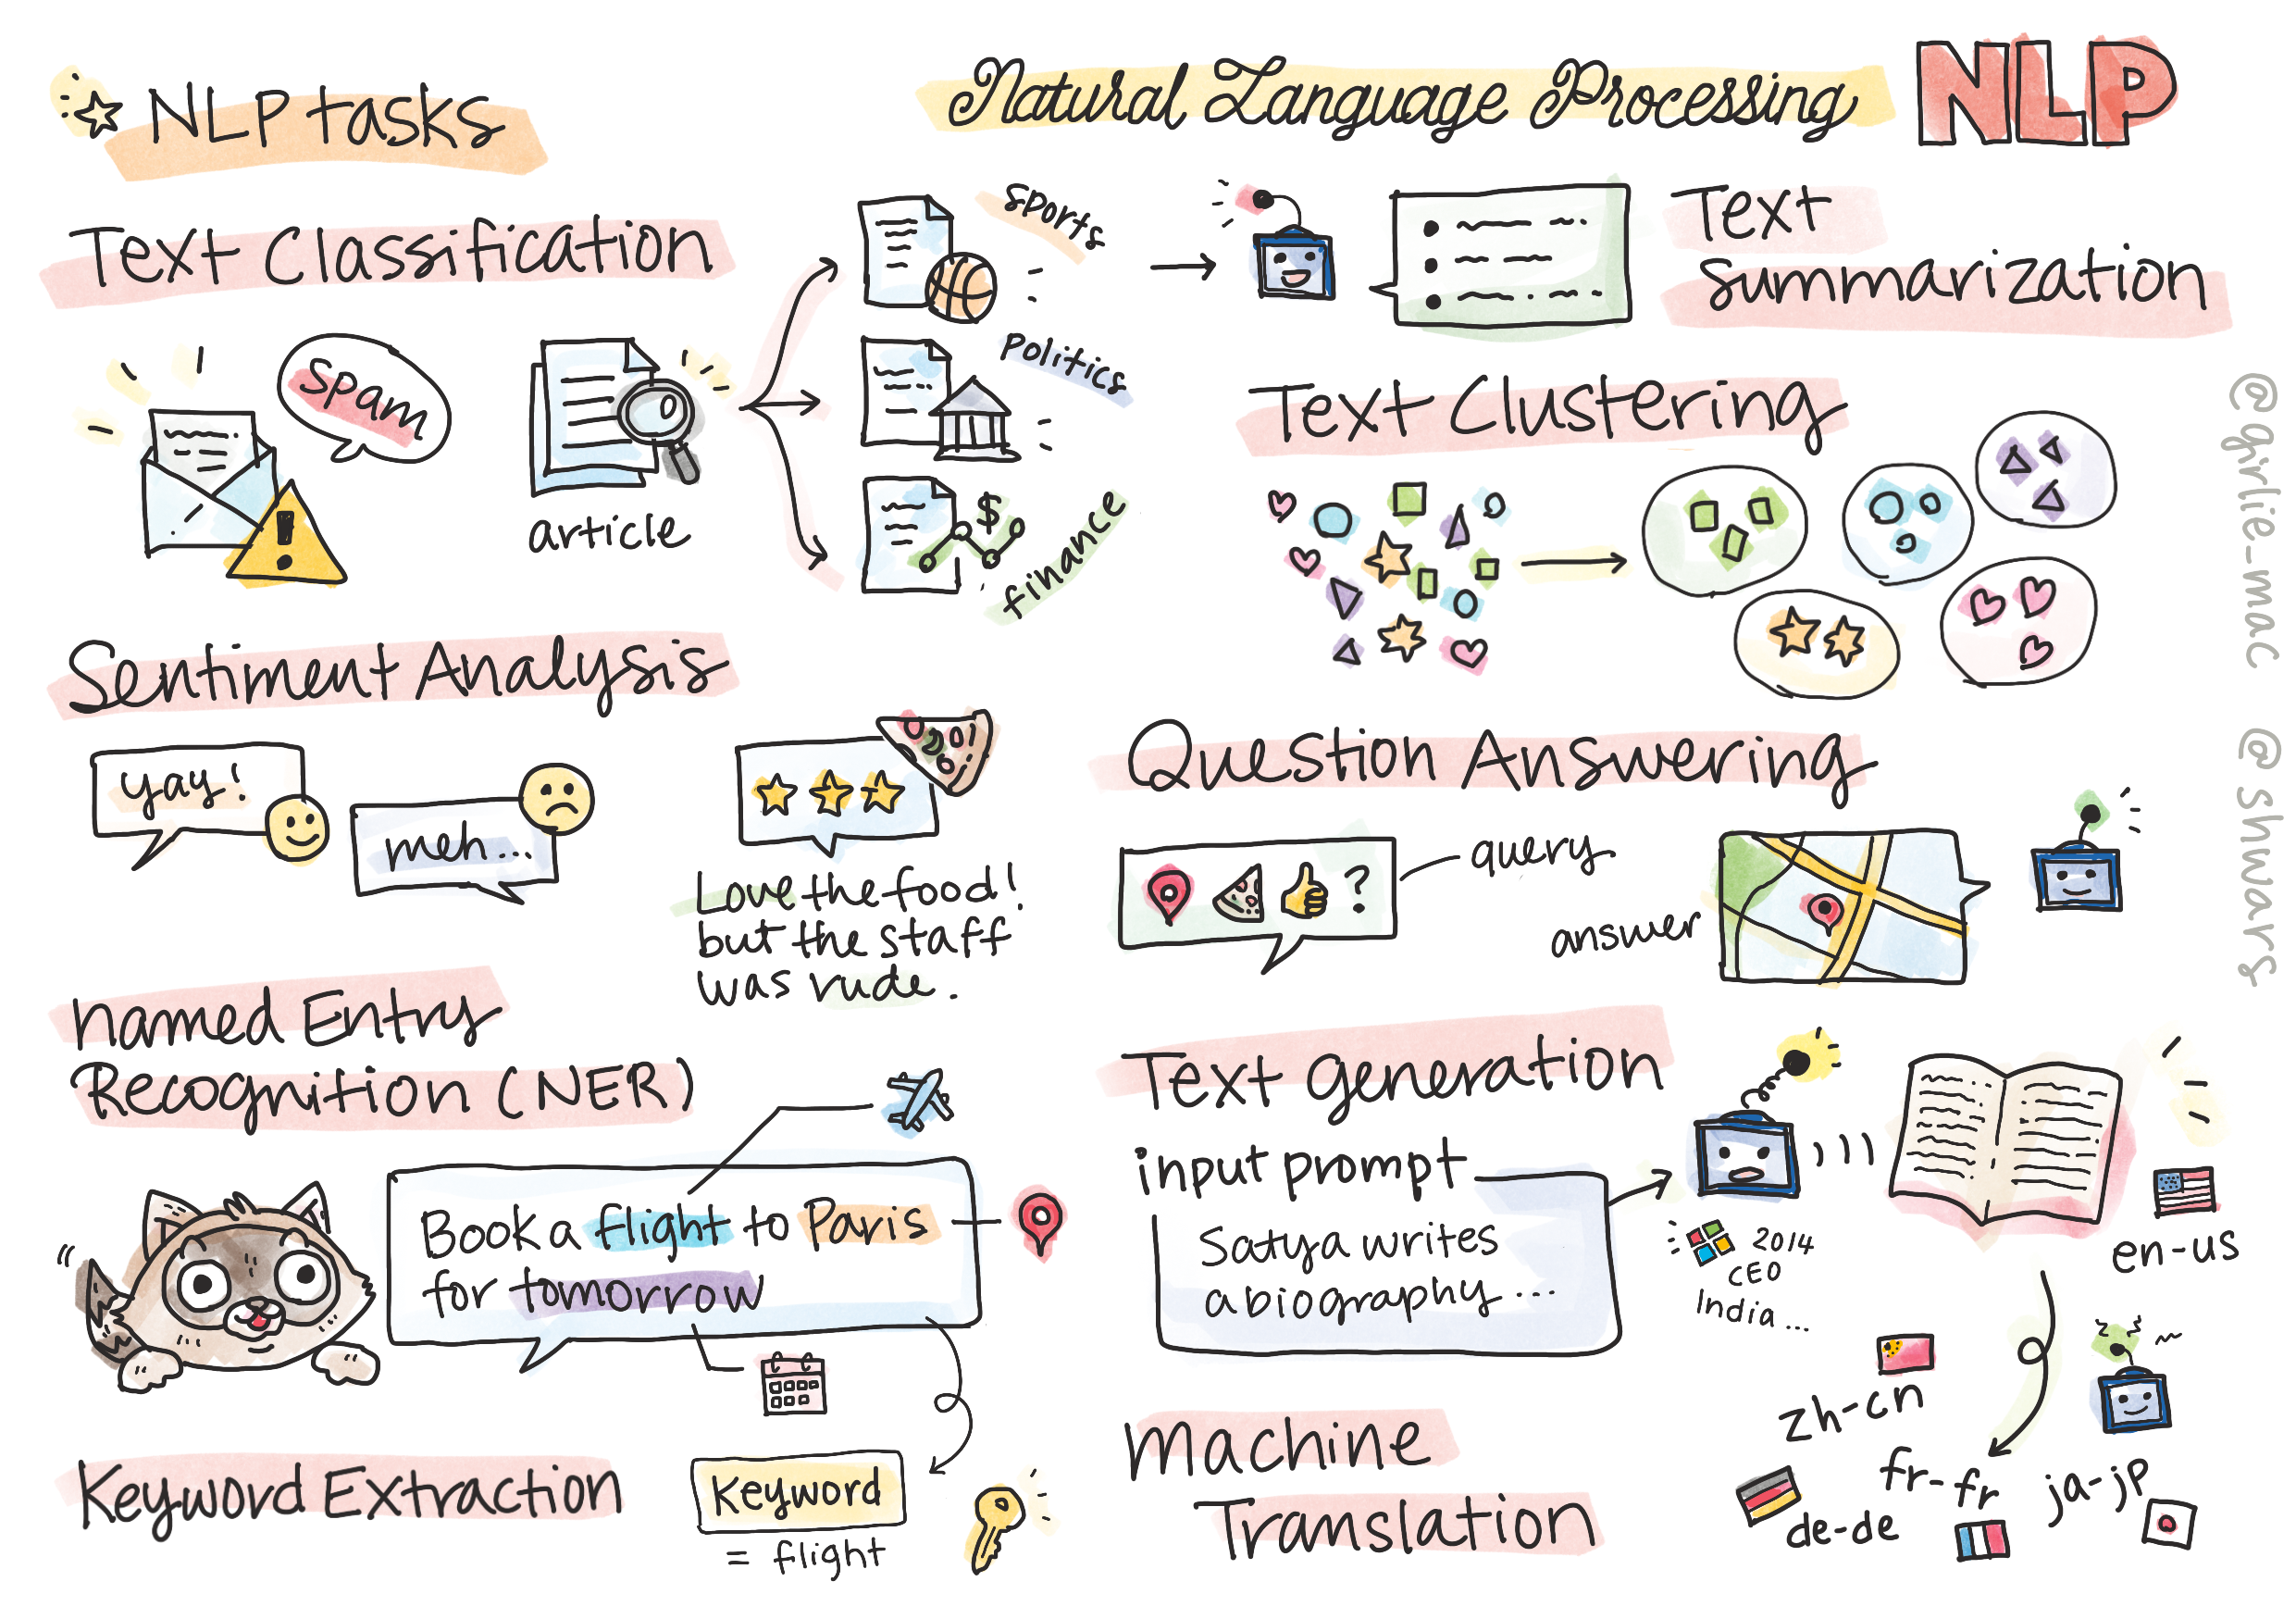 NLP tasks
Natural Language Processing
NLP
Text Classification
spam
article
sports
politics
$
finance
Text
summarization
Text Clustering
Sentiment Analysis
yay!
meh...
Love the food!
but the staff
was rude.
Question Answering
?
query
answer
named Entry
Recognition (NER)
Book a flight to Paris
for tomorrow
Keyword Extraction
Keyword
= flight
Text generation
input prompt
Satya writes
a biography...
2014
CEO
India...
en-us
Machine
Translation
zh-cn
fr-fr
ja-jp
de-de
@girlie-mac @shwars